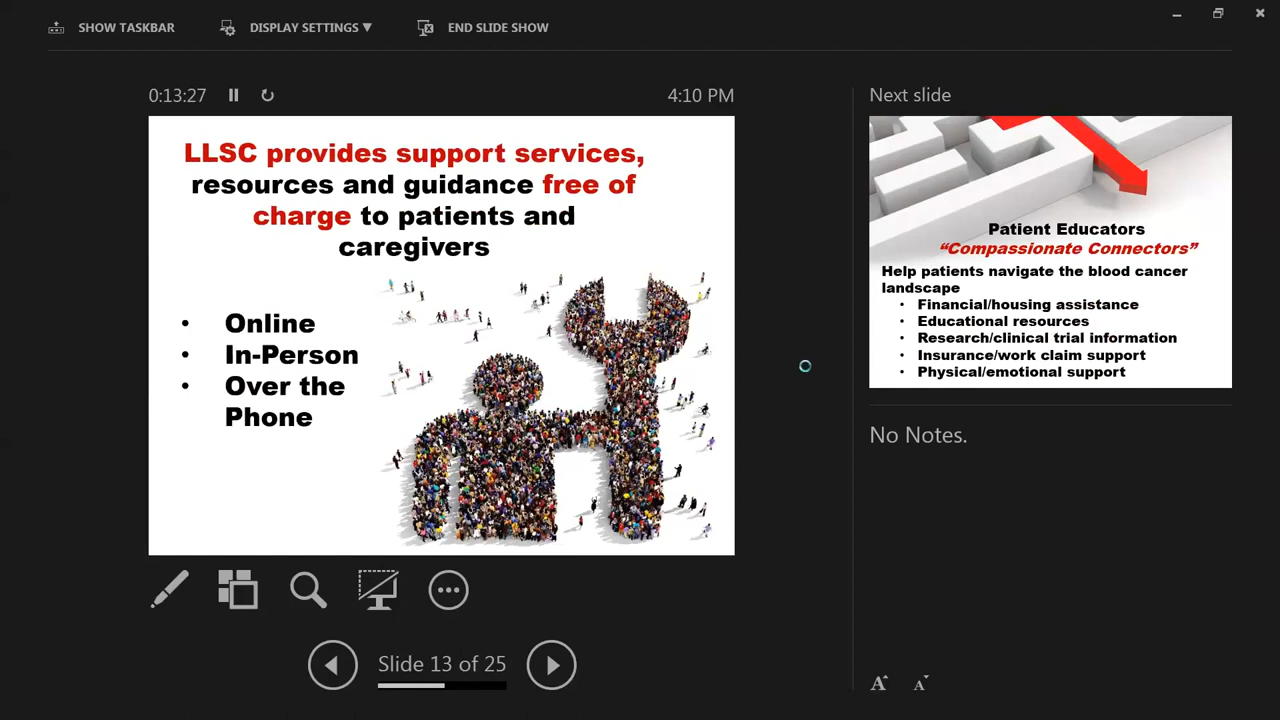 SHOW TASKBAR
DISPLAY SETTINGS ▼
END SLIDE SHOW
0:13:27
4:10 PM
LLSC provides support services,
resources and guidance free of
charge to patients and
caregivers
• Online
• In-Person
• Over the
Phone
Slide 13 of 25
Next slide
Patient Educators
“Compassionate Connectors”
Help patients navigate the blood cancer
landscape
• Financial/housing assistance
• Educational resources
• Research/clinical trial information
• Insurance/work claim support
• Physical/emotional support
No Notes.
A A